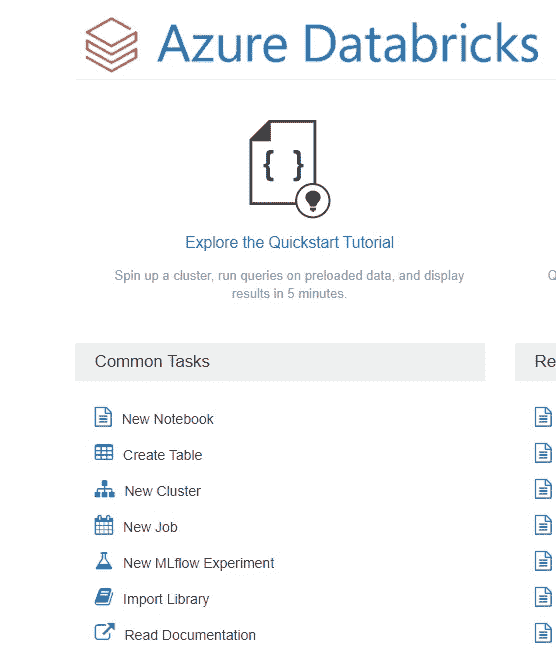 Azure Databricks
{ }
Explore the Quickstart Tutorial
Spin up a cluster, run queries on preloaded data, and display
results in 5 minutes.
Q
Common Tasks
Re
New Notebook
Create Table
New Cluster
New Job
New MLflow Experiment
Import Library
Read Documentation